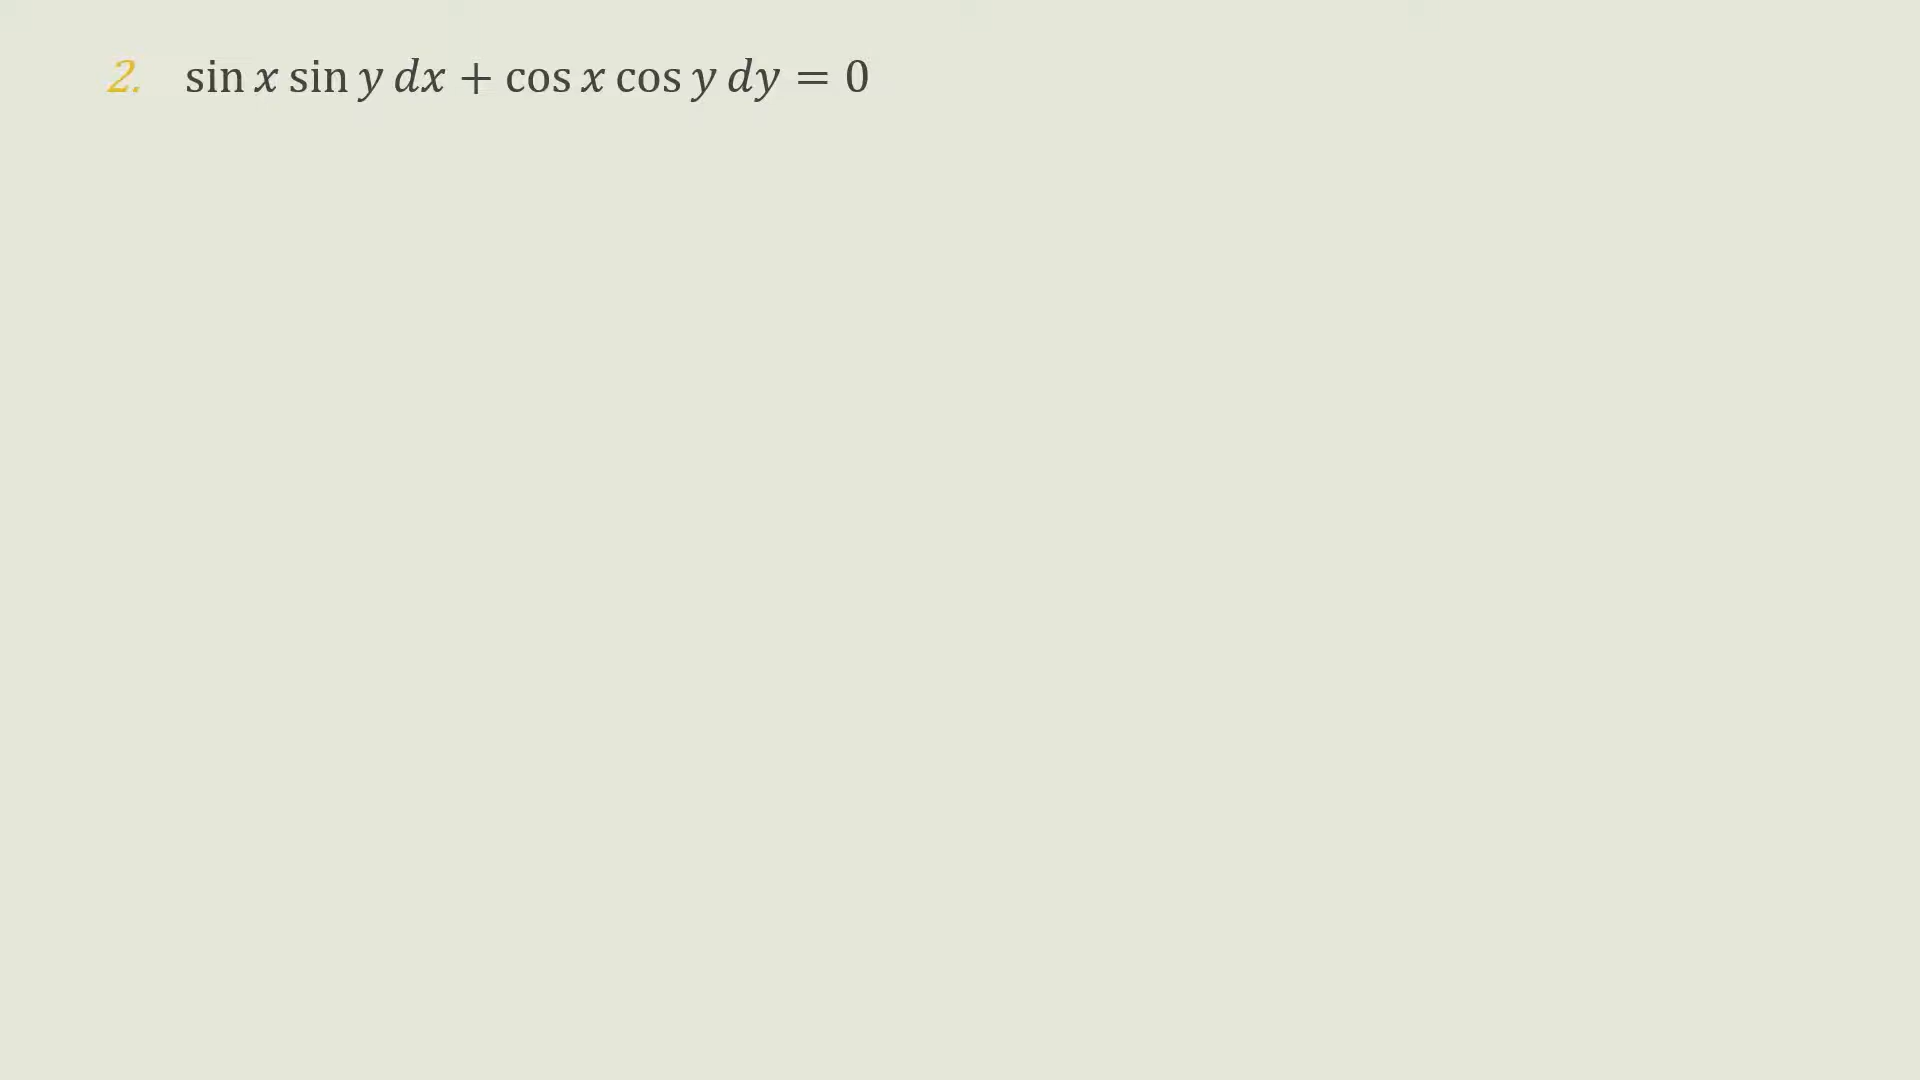 2. sin x sin y dx + cos x cos y dy = 0